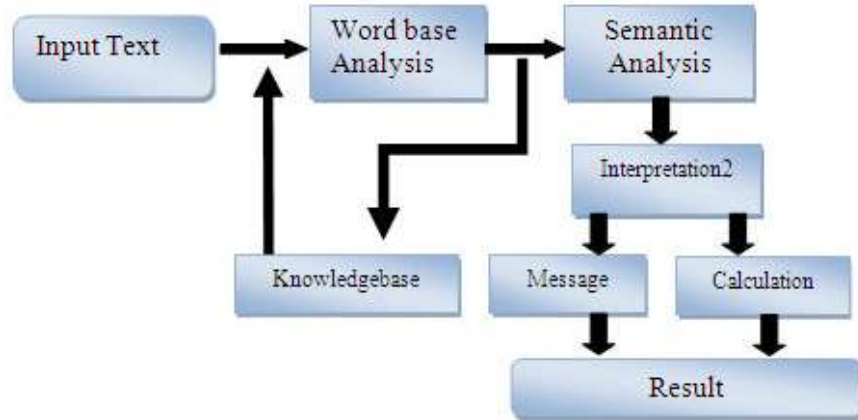 Input Text
Word base
Analysis
Semantic
Analysis
Interpretation2
Knowledgebase
Message
Calculation
Result